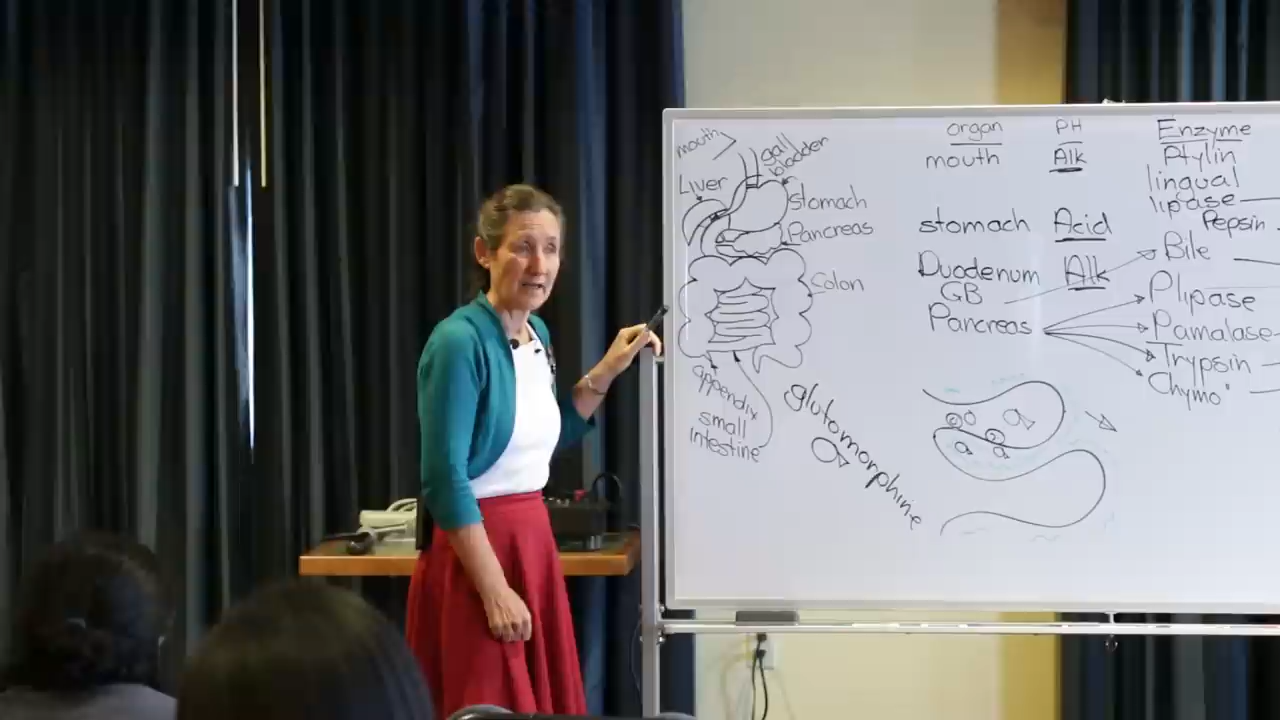 mouth
gall
bladder
Liver
Stomach
Pancreas
Colon
appendix
small
intestine
glutomorphine
organ PH Enzyme
mouth Alk Ptylin
lingual
lipase
stomach Acid Pepsin
Duodenum Alk Bile
GB
Pancreas Plipase
Pamalase
Trypsin
Chymo'